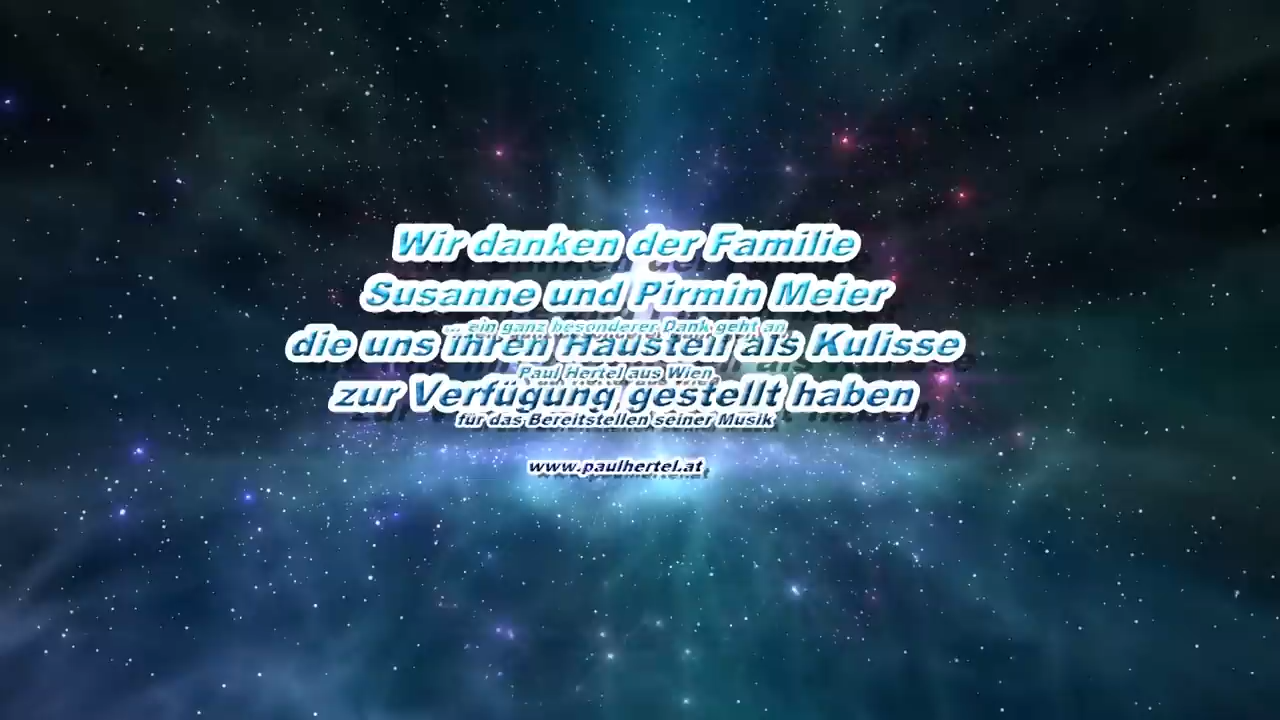 Wir danken der Familie
Susanne und Pirmin Meier
... ein ganz besonderer Dank geht an
die uns ihren Hausteil als Kulisse
Paul Hertel aus Wien
zur Verfügung gestellt haben
für das Bereitstellen seiner Musik
www.paulhertel.at